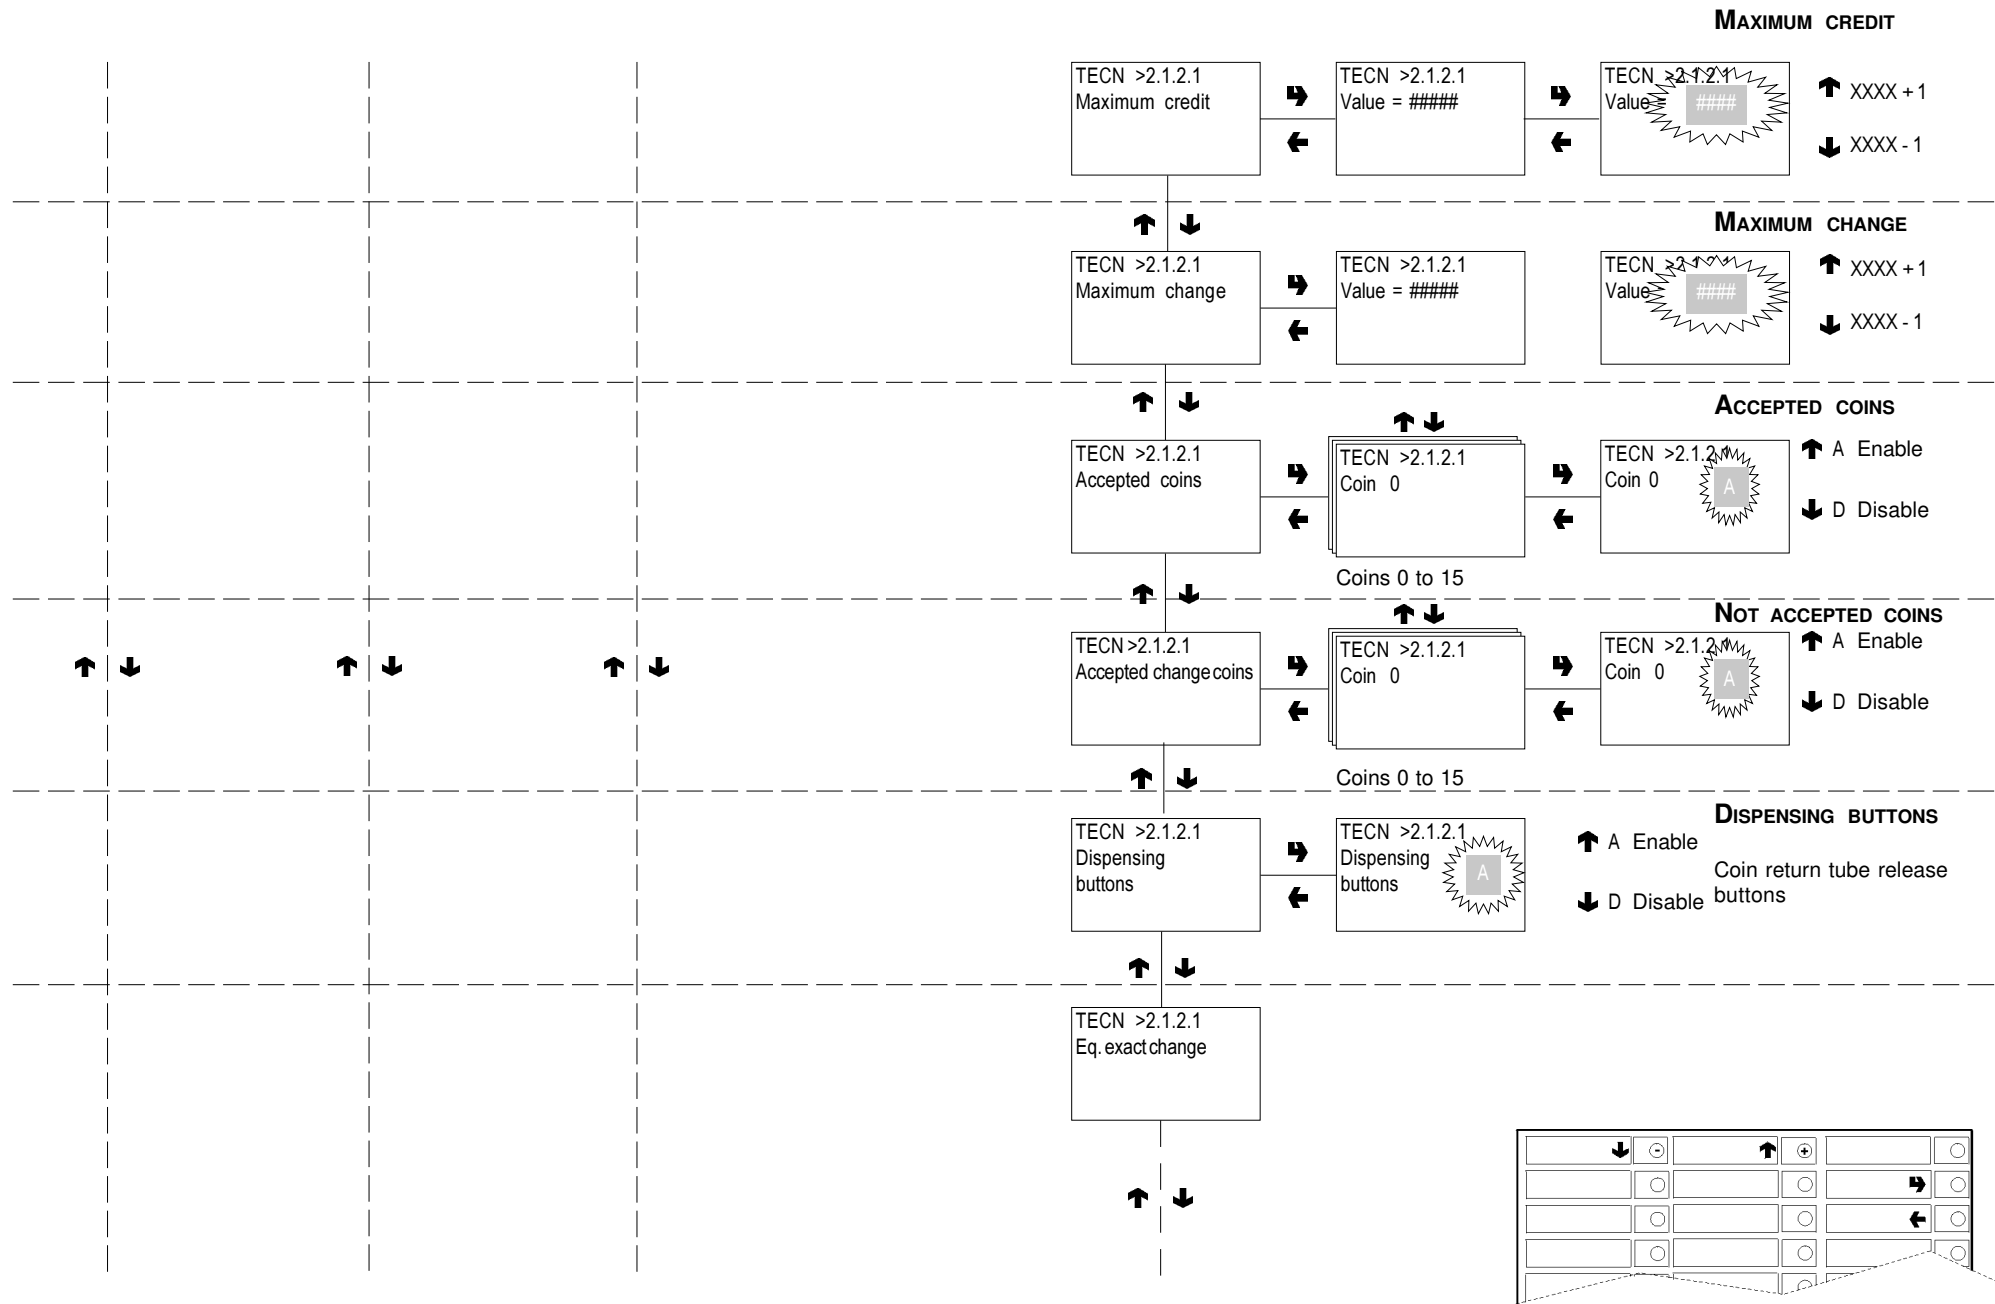 MAXIMUM CREDIT
TECN >2.1.2.1
Maximum credit
TECN >2.1.2.1
Value = #####
TECN >2.1.2.1
Value =
####
XXXX + 1
XXXX - 1
MAXIMUM CHANGE
TECN >2.1.2.1
Maximum change
TECN >2.1.2.1
Value = #####
TECN >2.1.2.1
Value
####
XXXX + 1
XXXX - 1
ACCEPTED COINS
TECN >2.1.2.1
Accepted coins
TECN >2.1.2.1
Coin 0
Coins 0 to 15
TECN >2.1.2.1
Coin 0
A
A Enable
D Disable
NOT ACCEPTED COINS
TECN >2.1.2.1
Accepted change coins
TECN >2.1.2.1
Coin 0
Coins 0 to 15
TECN >2.1.2.1
Coin 0
A
A Enable
D Disable
DISPENSING BUTTONS
TECN >2.1.2.1
Dispensing
buttons
TECN >2.1.2.1
Dispensing
buttons
A
A Enable
D Disable
Coin return tube release
buttons
TECN >2.1.2.1
Eq. exact change
-
+